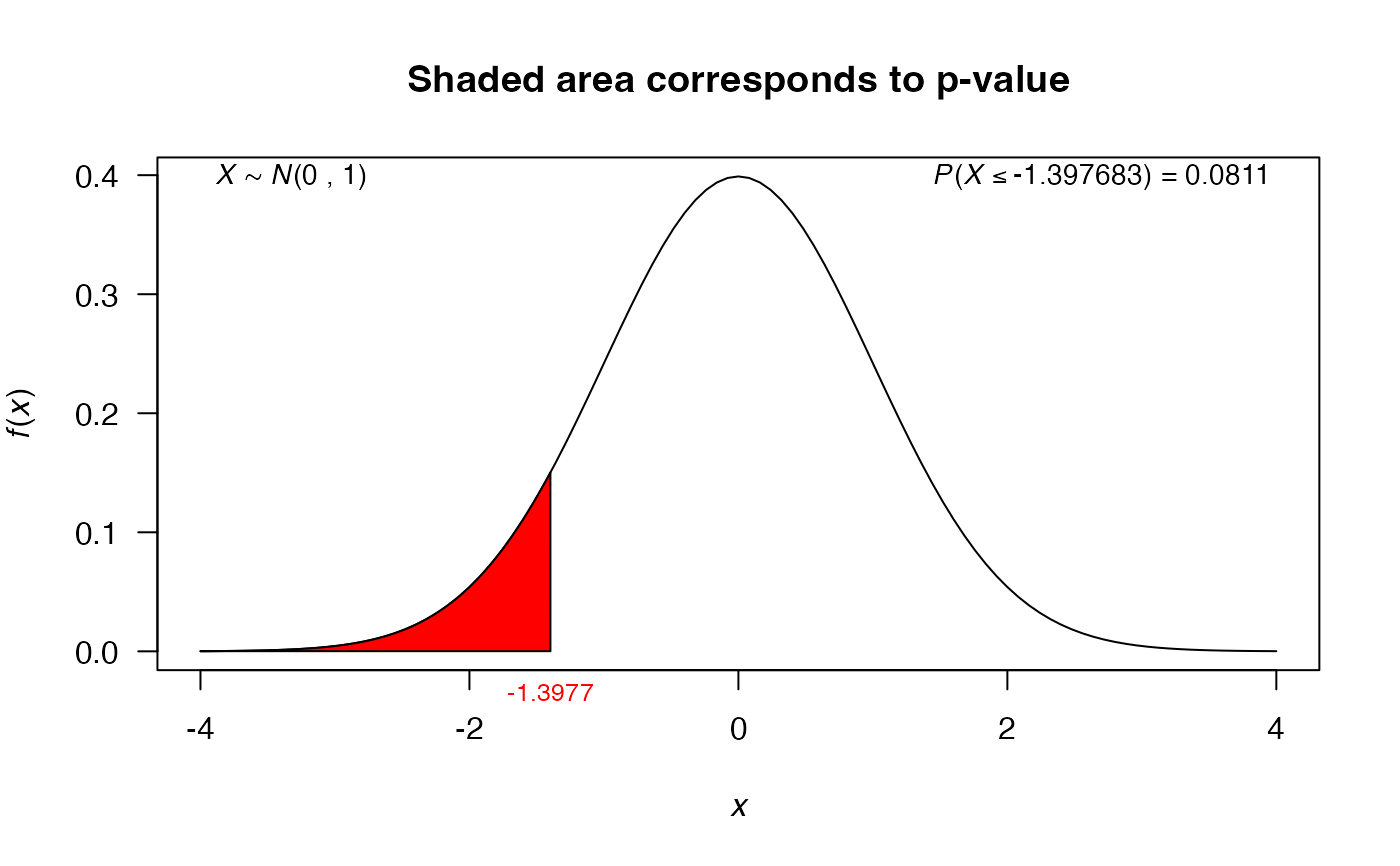 Shaded area corresponds to p-value
X ~ N(0 , 1)
P(X ≤ -1.397683) = 0.0811
0.4
0.3
0.2
0.1
0.0
f(x)
-1.3977
-4 -2 0 2 4
x